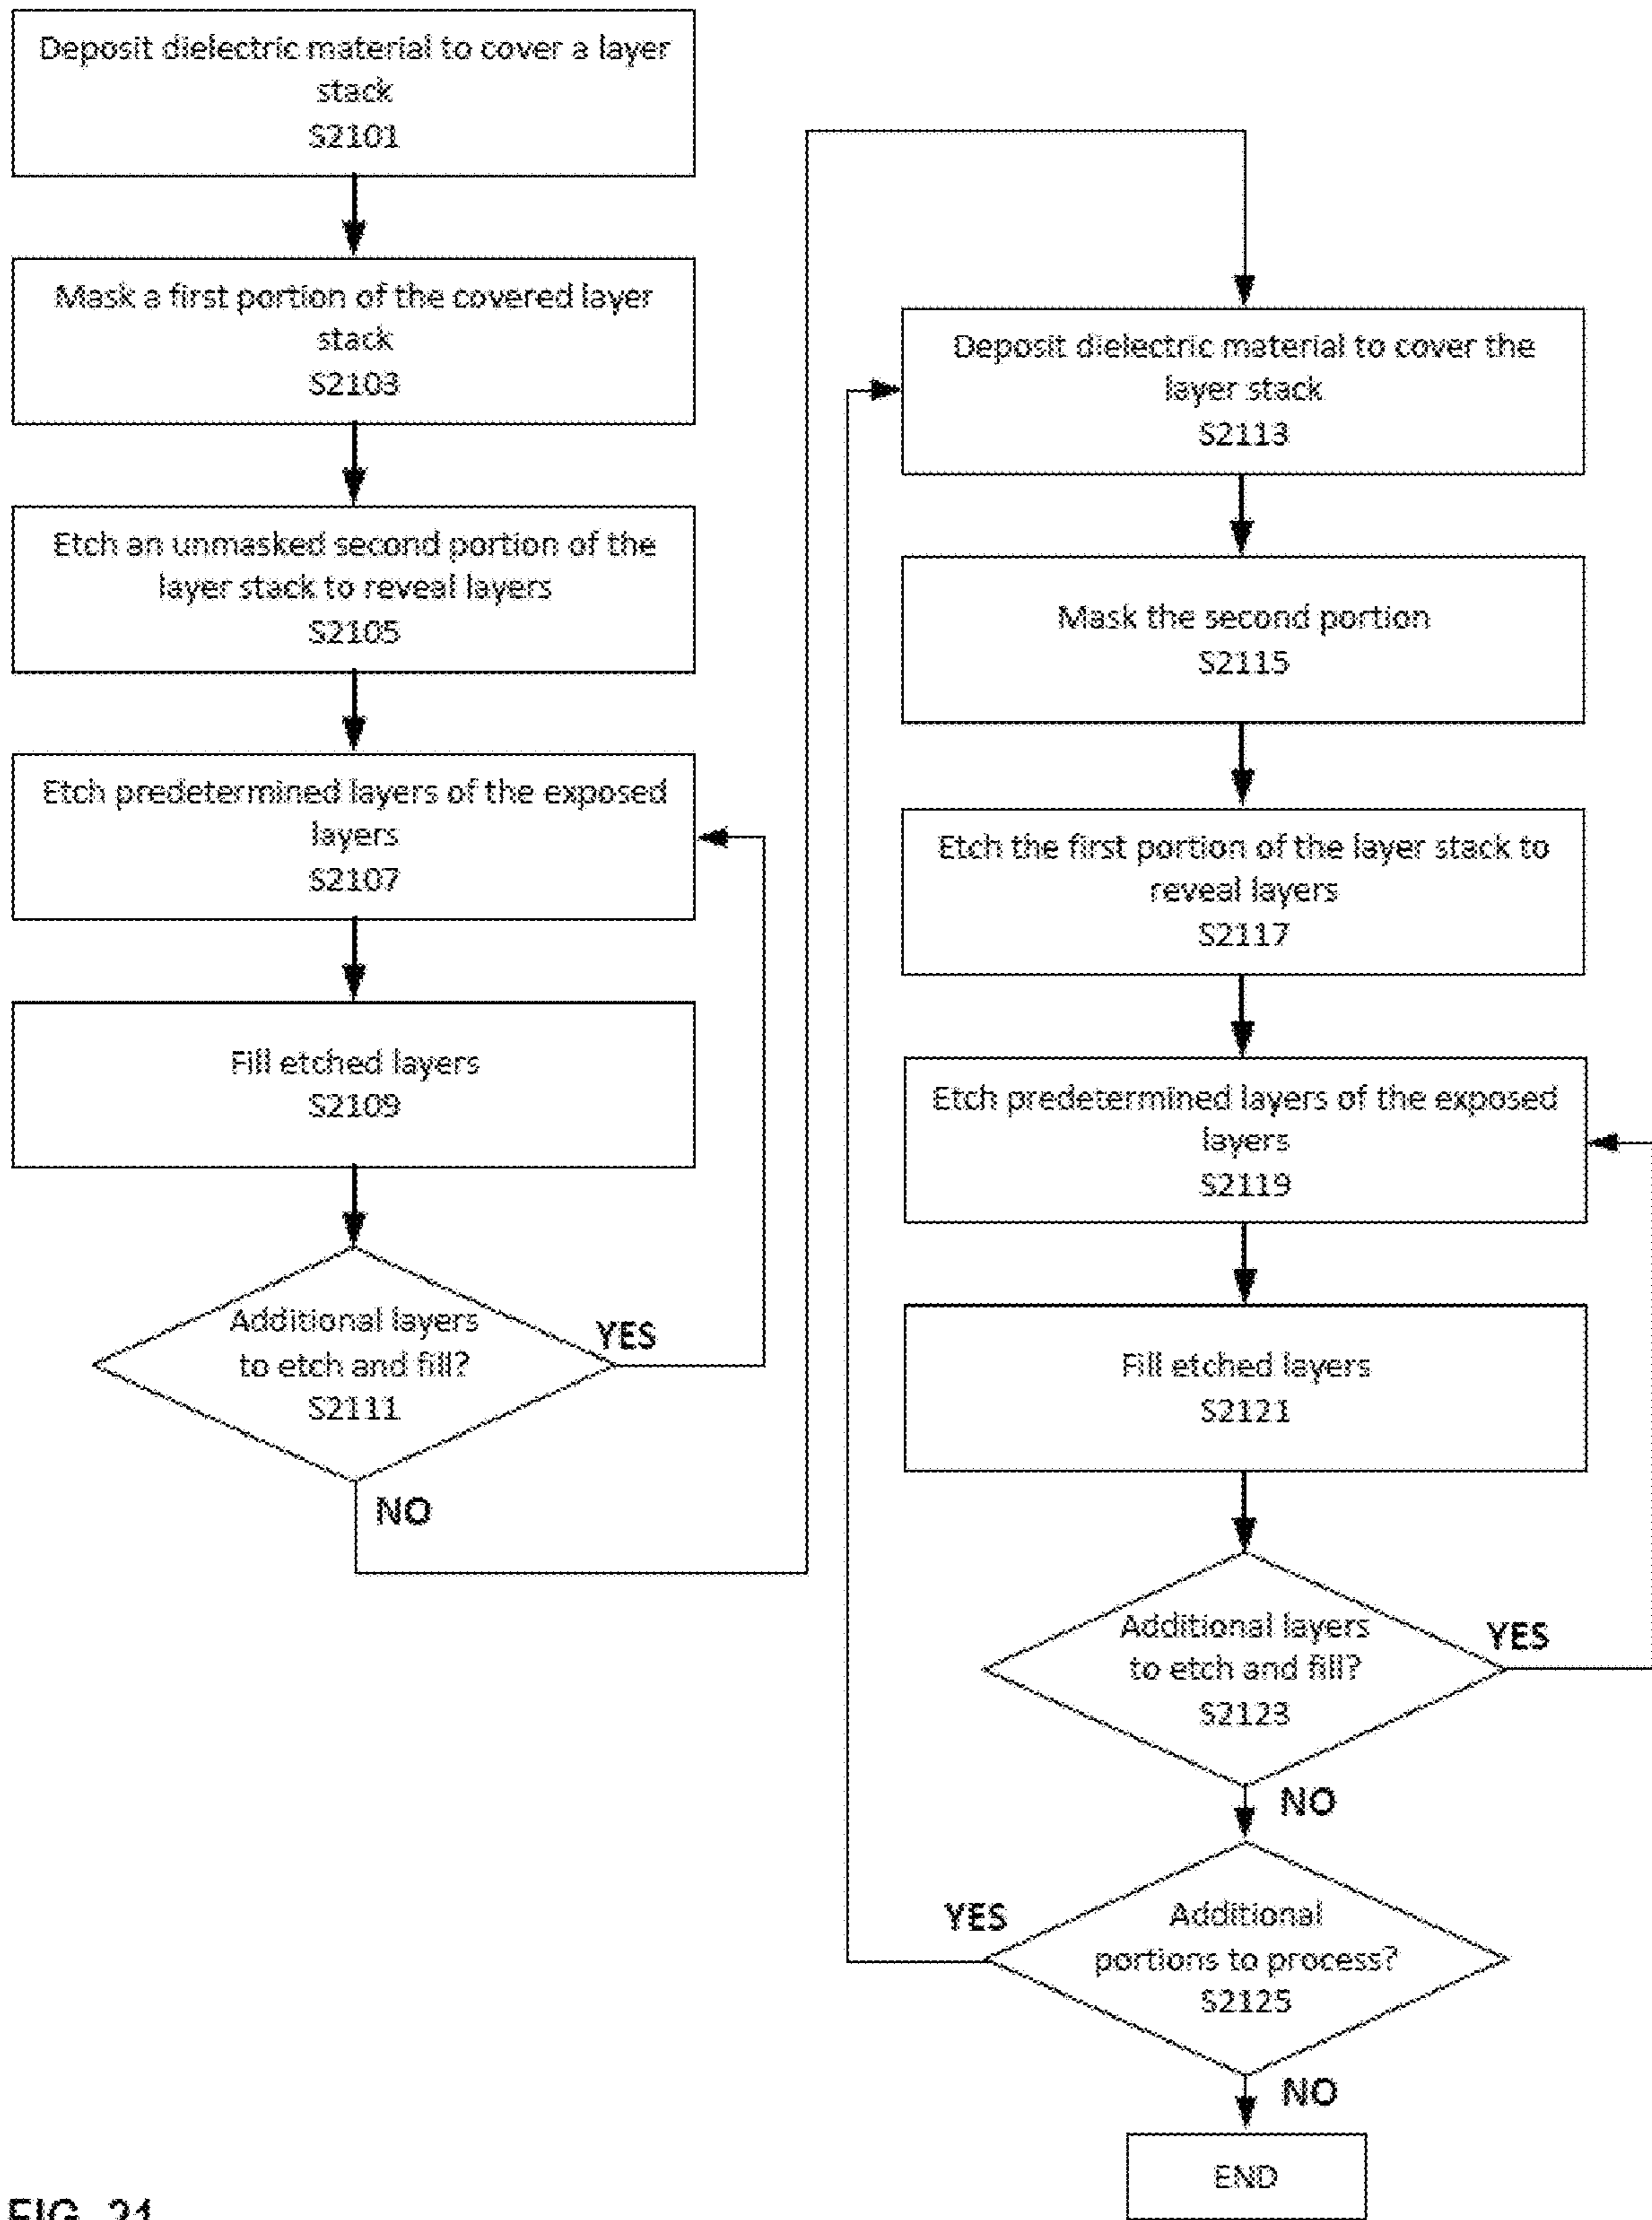 Deposit dielectric material to cover a layer
stack
S2101
Mask a first portion of the covered layer
stack
S2103
Etch an unmasked second portion of the
layer stack to reveal layers
S2105
Etch predetermined layers of the exposed
layers
S2107
Fill etched layers
S2109
Additional layers
to etch and fill?
S2111
YES
NO
Deposit dielectric material to cover the
layer stack
S2113
Mask the second portion
S2115
Etch the first portion of the layer stack to
reveal layers
S2117
Etch predetermined layers of the exposed
layers
S2119
Fill etched layers
S2121
Additional layers
to etch and fill?
S2123
YES
NO
Additional
portions to process?
S2125
YES
NO
END
FIG. 21